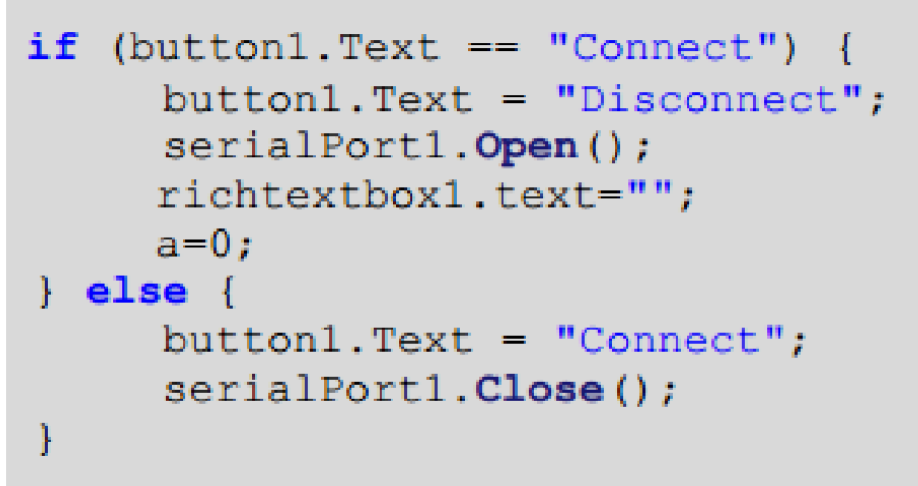 if (button1.Text == "Connect") {
button1.Text = "Disconnect";
serialPort1.Open();
richtextbox1.text="";
a=0;
} else {
button1.Text = "Connect";
serialPort1.Close();
}